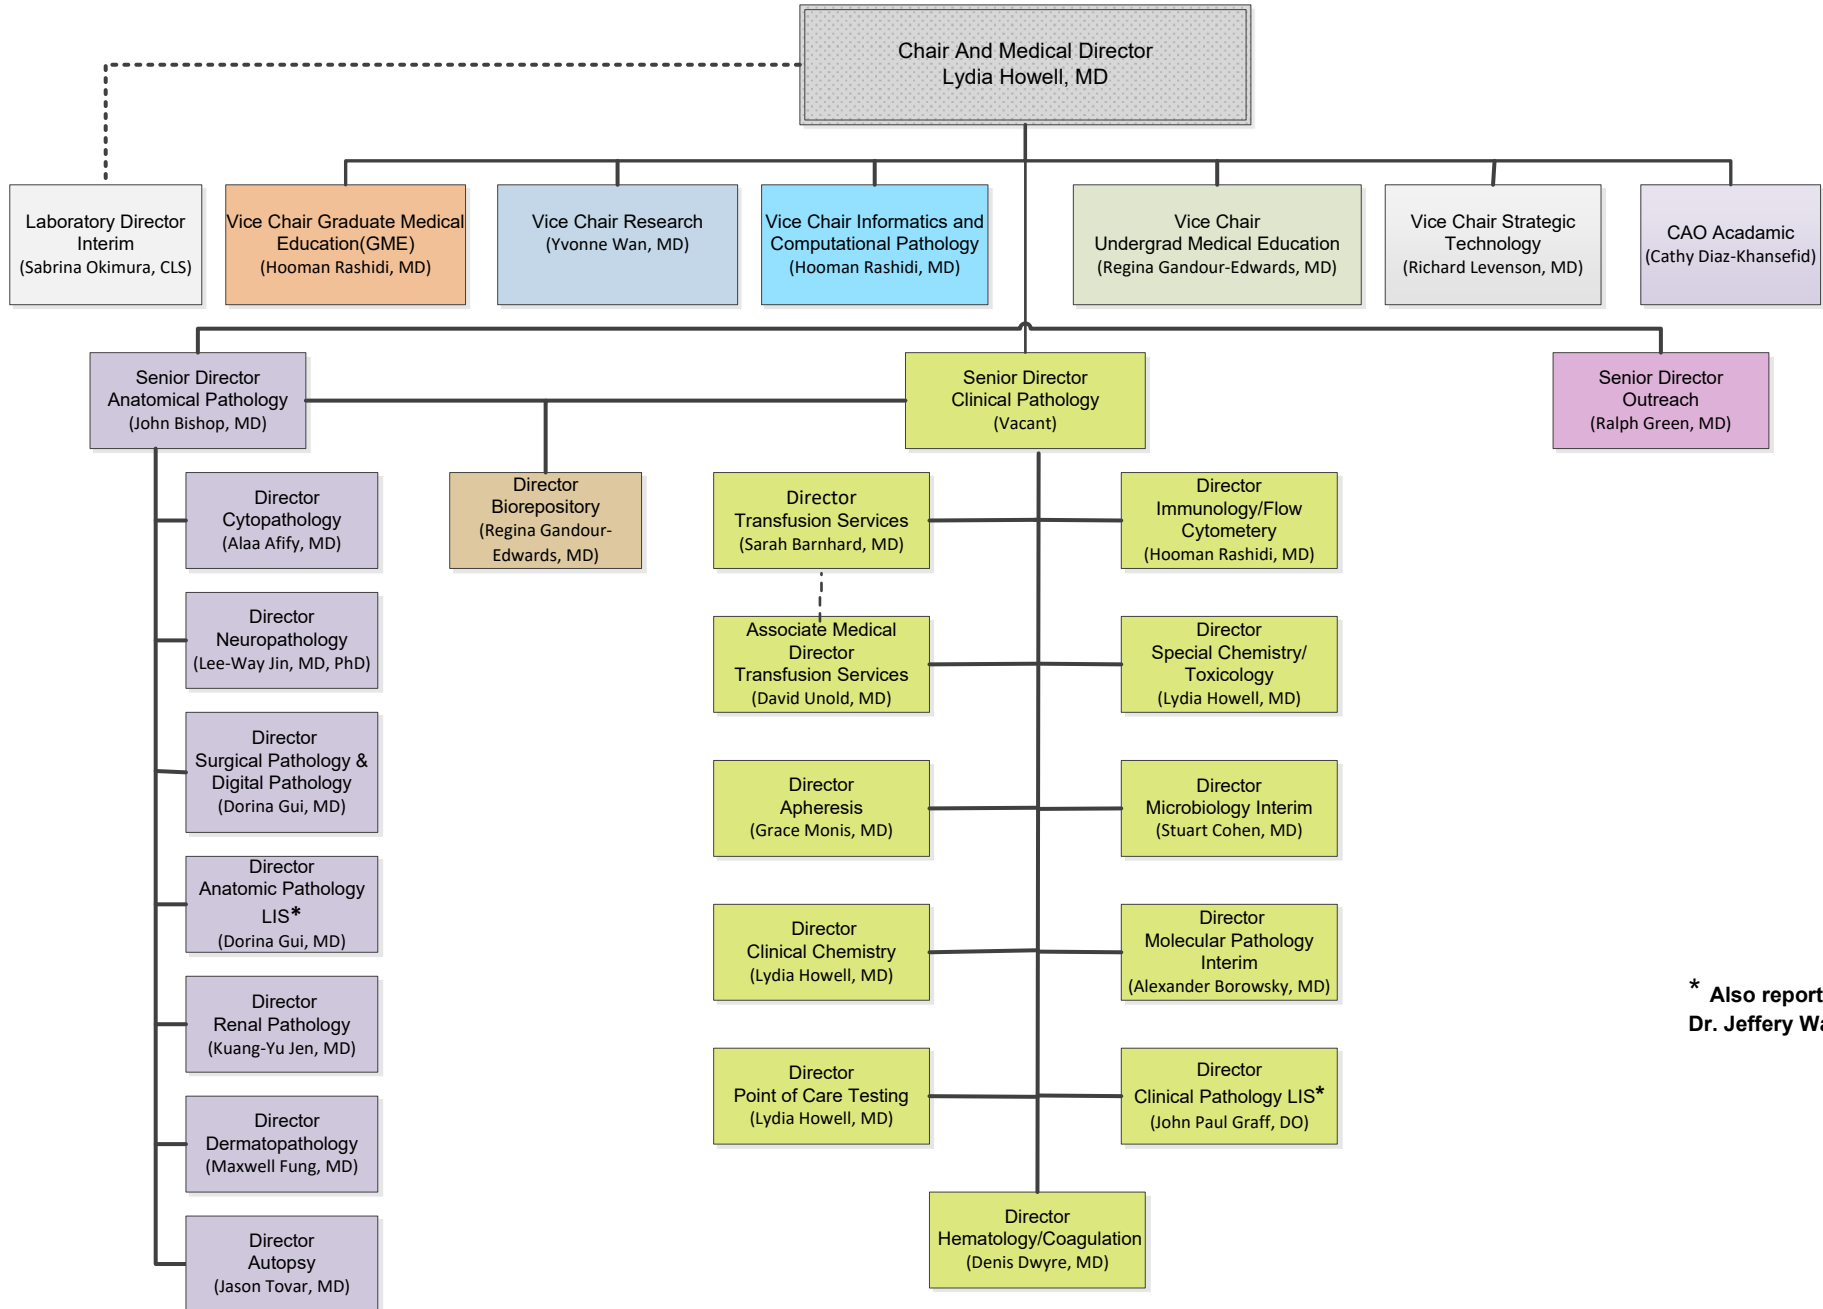 Chair And Medical Director
Lydia Howell, MD
Laboratory Director
Interim
(Sabrina Okimura, CLS)
Vice Chair Graduate Medical
Education(GME)
(Hooman Rashidi, MD)
Vice Chair Research
(Yvonne Wan, MD)
Vice Chair Informatics and
Computational Pathology
(Hooman Rashidi, MD)
Vice Chair
Undergrad Medical Education
(Regina Gandour-Edwards, MD)
Vice Chair Strategic
Technology
(Richard Levenson, MD)
CAO Acadamic
(Cathy Diaz-Khansefid)
Senior Director
Anatomical Pathology
(John Bishop, MD)
Senior Director
Clinical Pathology
(Vacant)
Senior Director
Outreach
(Ralph Green, MD)
Director
Cytopathology
(Alaa Afify, MD)
Director
Biorepository
(Regina Gandour-
Edwards, MD)
Director
Transfusion Services
(Sarah Barnhard, MD)
Director
Immunology/Flow
Cytometery
(Hooman Rashidi, MD)
Director
Neuropathology
(Lee-Way Jin, MD, PhD)
Associate Medical
Director
Transfusion Services
(David Unold, MD)
Director
Special Chemistry/
Toxicology
(Lydia Howell, MD)
Director
Surgical Pathology &
Digital Pathology
(Dorina Gui, MD)
Director
Apheresis
(Grace Monis, MD)
Director
Microbiology Interim
(Stuart Cohen, MD)
Director
Anatomic Pathology
LIS*
(Dorina Gui, MD)
Director
Clinical Chemistry
(Lydia Howell, MD)
Director
Molecular Pathology
Interim
(Alexander Borowsky, MD)
* Also report
Dr. Jeffery
Director
Renal Pathology
(Kuang-Yu Jen, MD)
Director
Point of Care Testing
(Lydia Howell, MD)
Director
Clinical Pathology LIS*
(John Paul Graff, DO)
Director
Dermatopathology
(Maxwell Fung, MD)
Director
Hematology/Coagulation
(Denis Dwyre, MD)
Director
Autopsy
(Jason Tovar, MD)